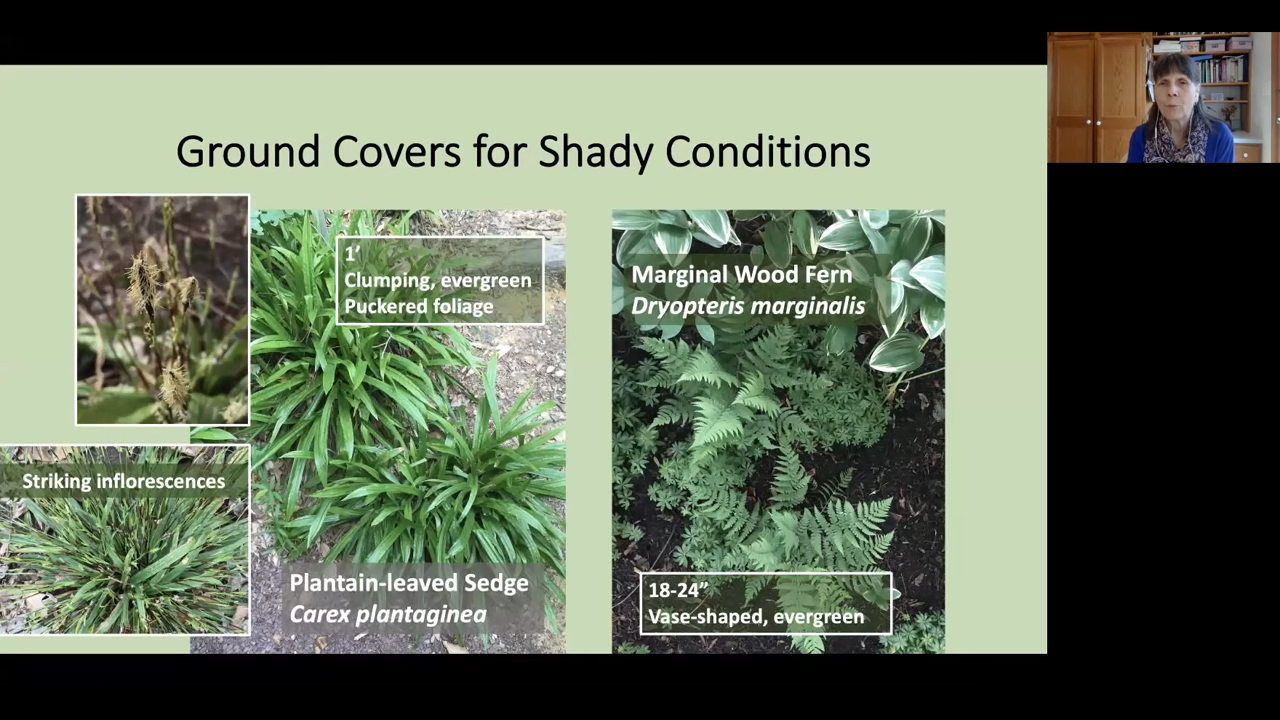 Ground Covers for Shady Conditions
1’
Clumping, evergreen
Puckered foliage
Striking inflorescences
Plantain-leaved Sedge
Carex plantaginea
Marginal Wood Fern
Dryopteris marginalis
18-24”
Vase-shaped, evergreen